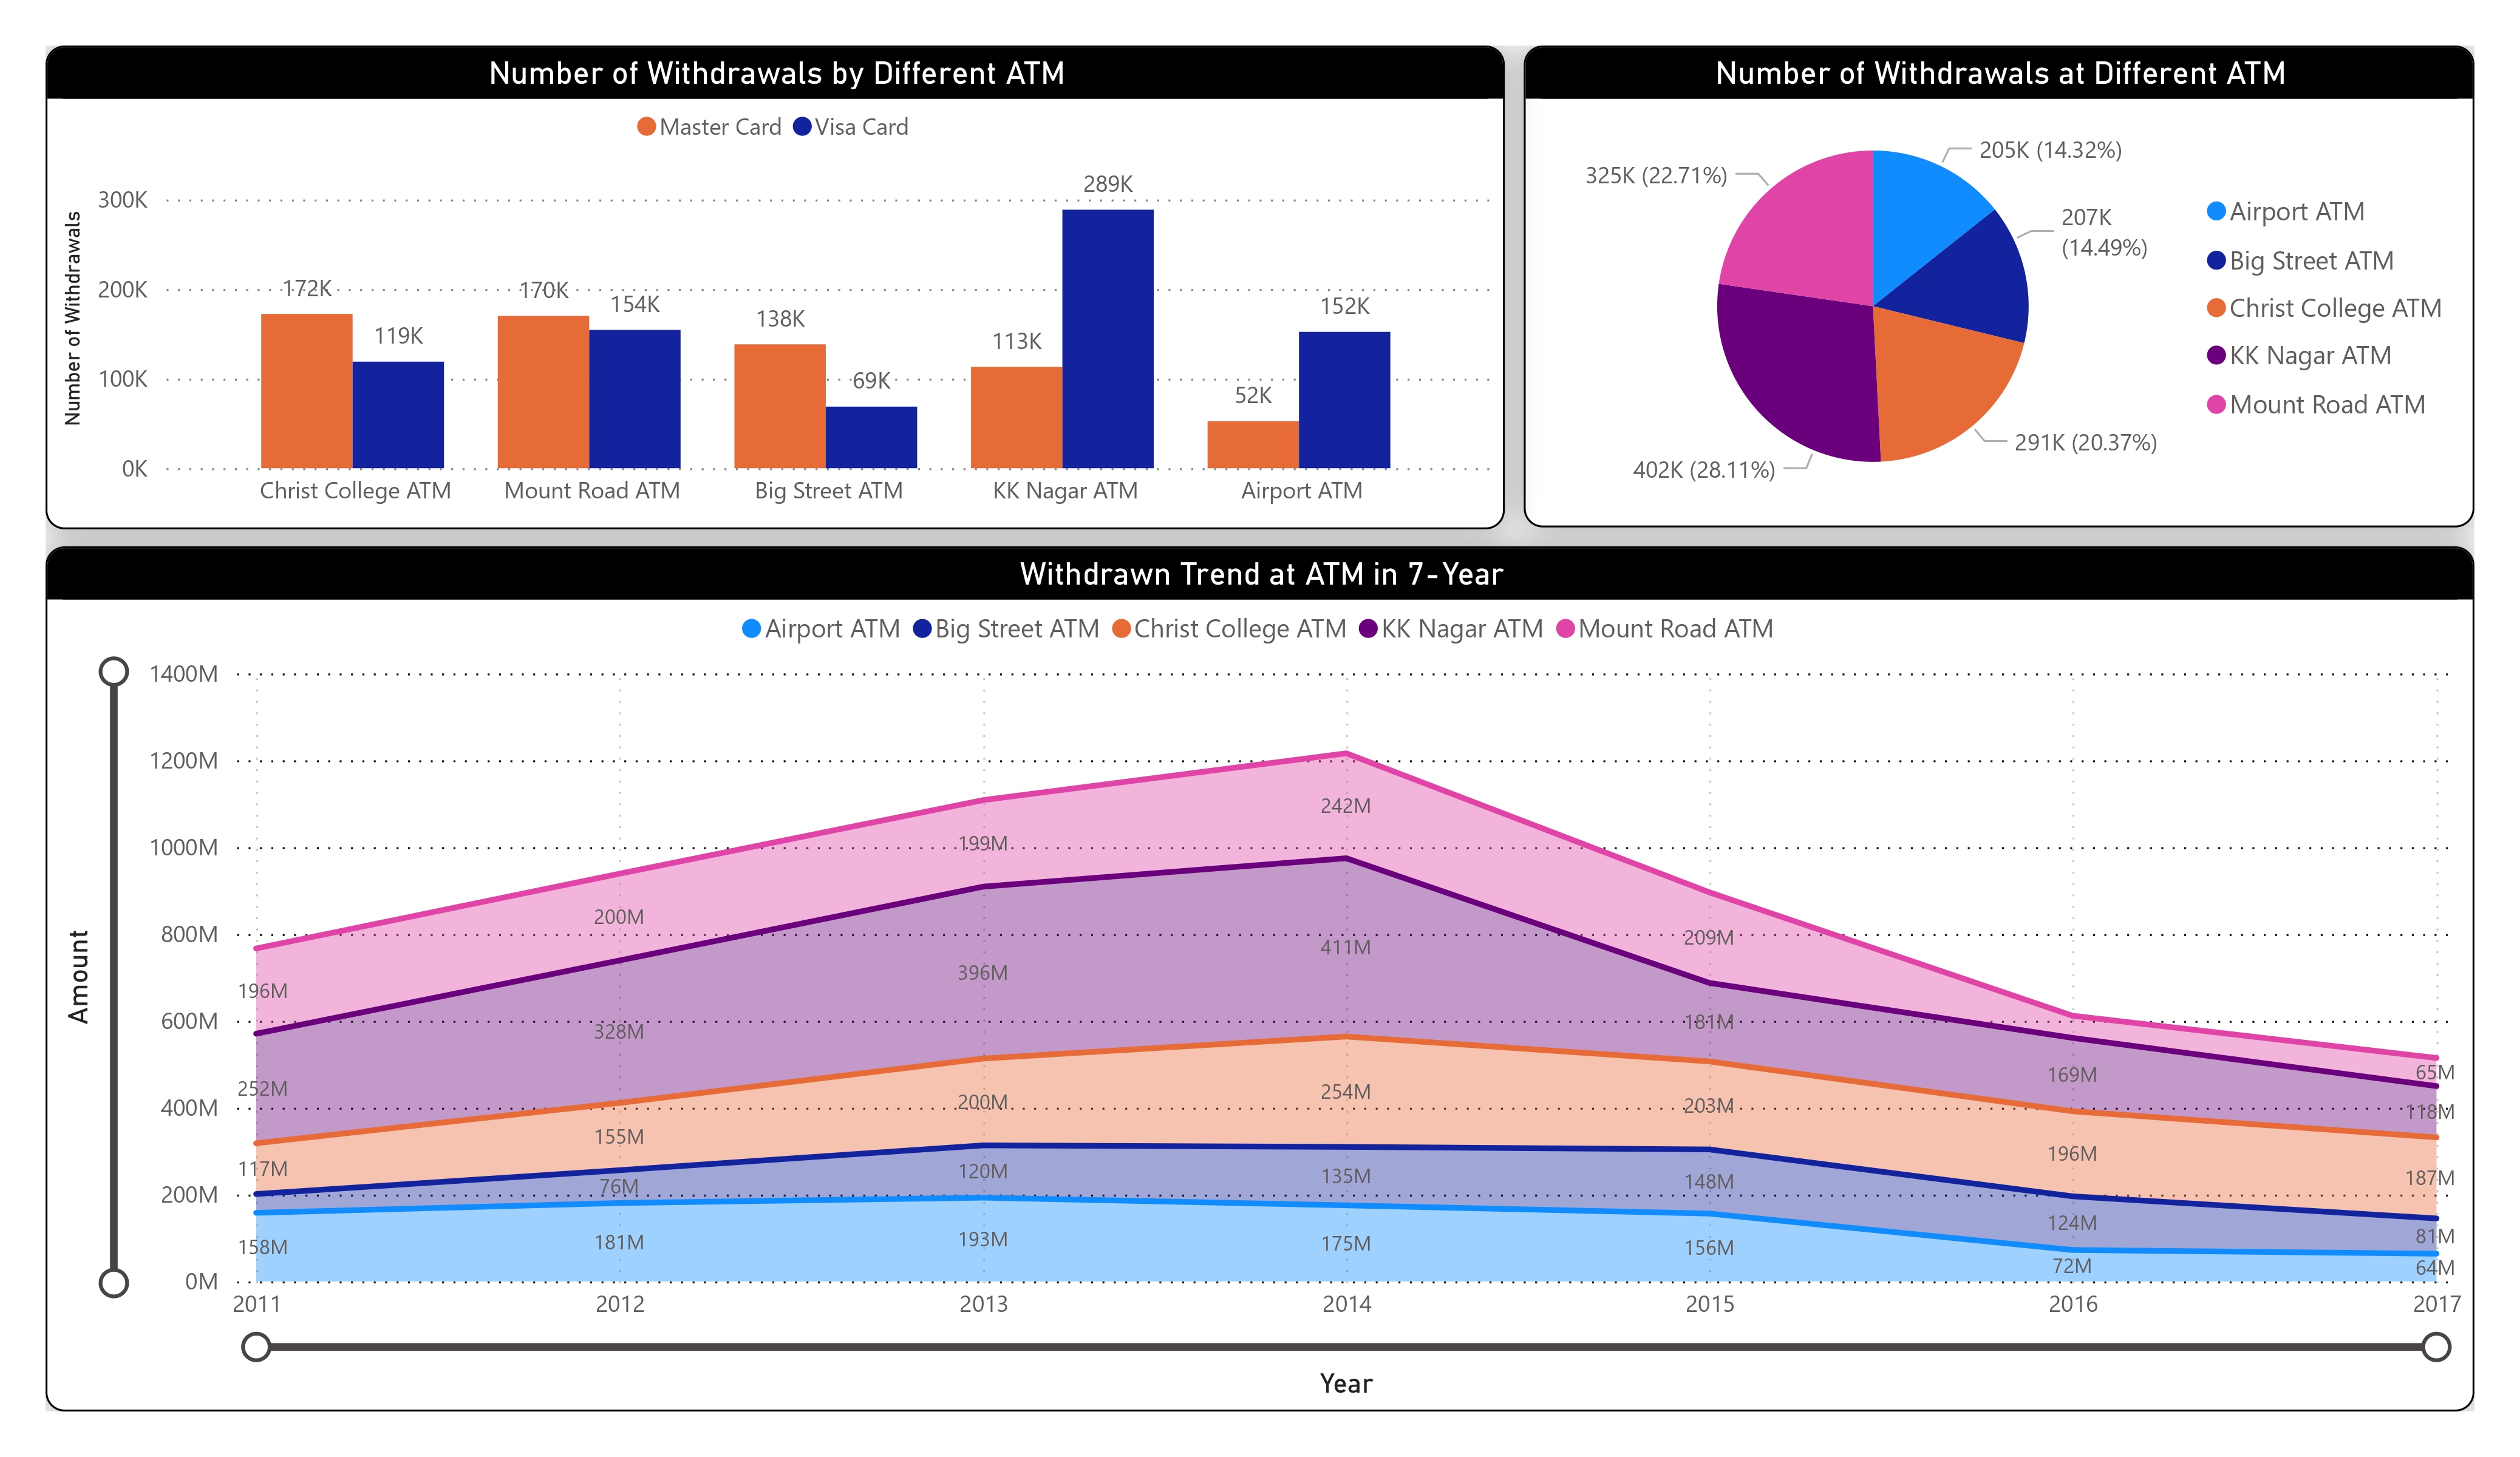 Number of Withdrawals by Different ATM
Master Card Visa Card
Number of Withdrawals
300K
200K
100K
0K
172K
119K
170K
154K
138K
69K
113K
289K
52K
152K
Christ College ATM Mount Road ATM Big Street ATM KK Nagar ATM Airport ATM
Number of Withdrawals at Different ATM
205K (14.32%)
207K
(14.49%)
291K (20.37%)
402K (28.11%)
325K (22.71%)
Airport ATM
Big Street ATM
Christ College ATM
KK Nagar ATM
Mount Road ATM
Withdrawn Trend at ATM in 7-Year
Airport ATM Big Street ATM Christ College ATM KK Nagar ATM Mount Road ATM
Amount
1400M
1200M
1000M
800M
600M
400M
200M
0M
196M
252M
117M
158M
200M
328M
155M
76M
181M
199M
396M
200M
120M
193M
242M
411M
254M
135M
175M
209M
181M
203M
148M
156M
169M
196M
124M
72M
65M
118M
187M
81M
64M
2011 2012 2013 2014 2015 2016 2017
Year